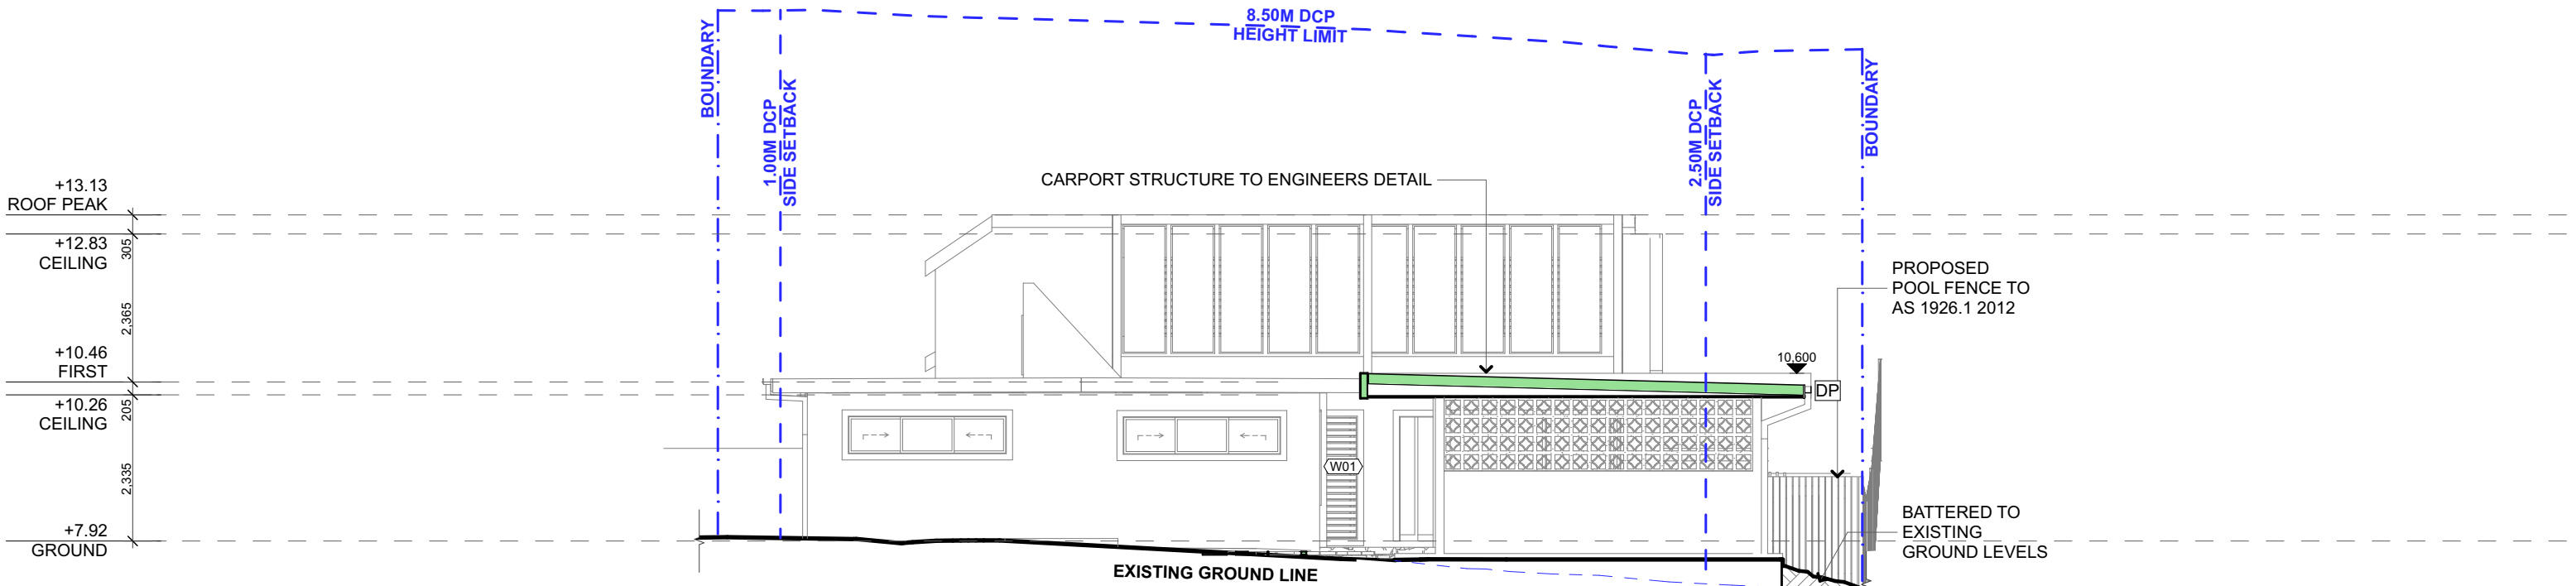 8.50M DCP
HEIGHT LIMIT
BOUNDARY
1.00M DCP
SIDE SETBACK
2.50M DCP
SIDE SETBACK
BOUNDARY
CARPORT STRUCTURE TO ENGINEERS DETAIL
+13.13
ROOF PEAK
305
+12.83
CEILING
2,365
+10.46
FIRST
205
+10.26
CEILING
2,335
+7.92
GROUND
PROPOSED
POOL FENCE TO
AS 1926.1 2012
10,600
DP
W01
BATTERED TO
EXISTING
GROUND LEVELS
EXISTING GROUND LINE